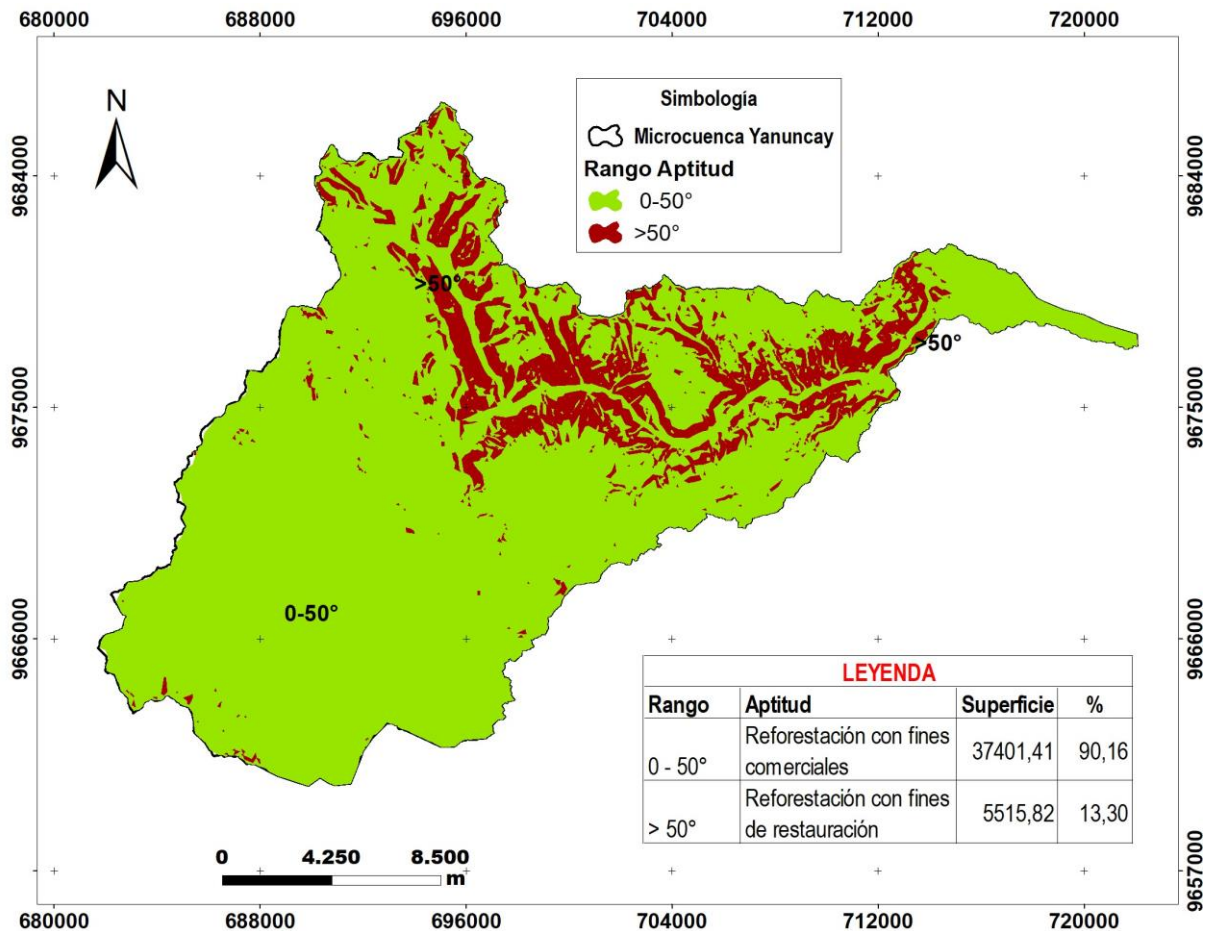 680000 688000 696000 704000 712000 720000
N
Simbología
Microcuenca Yanuncay
Rango Aptitud
0-50°
>50°
9684000 9684000
>50°
>50°
9675000 9675000
0-50°
9666000 9666000
LEYENDA
Rango Aptitud Superficie %
0 - 50° Reforestación con fines comerciales 37401,41 90,16
> 50° Reforestación con fines de restauración 5515,82 13,30
0 4.250 8.500
m
9657000 9657000
680000 688000 696000 704000 712000 720000